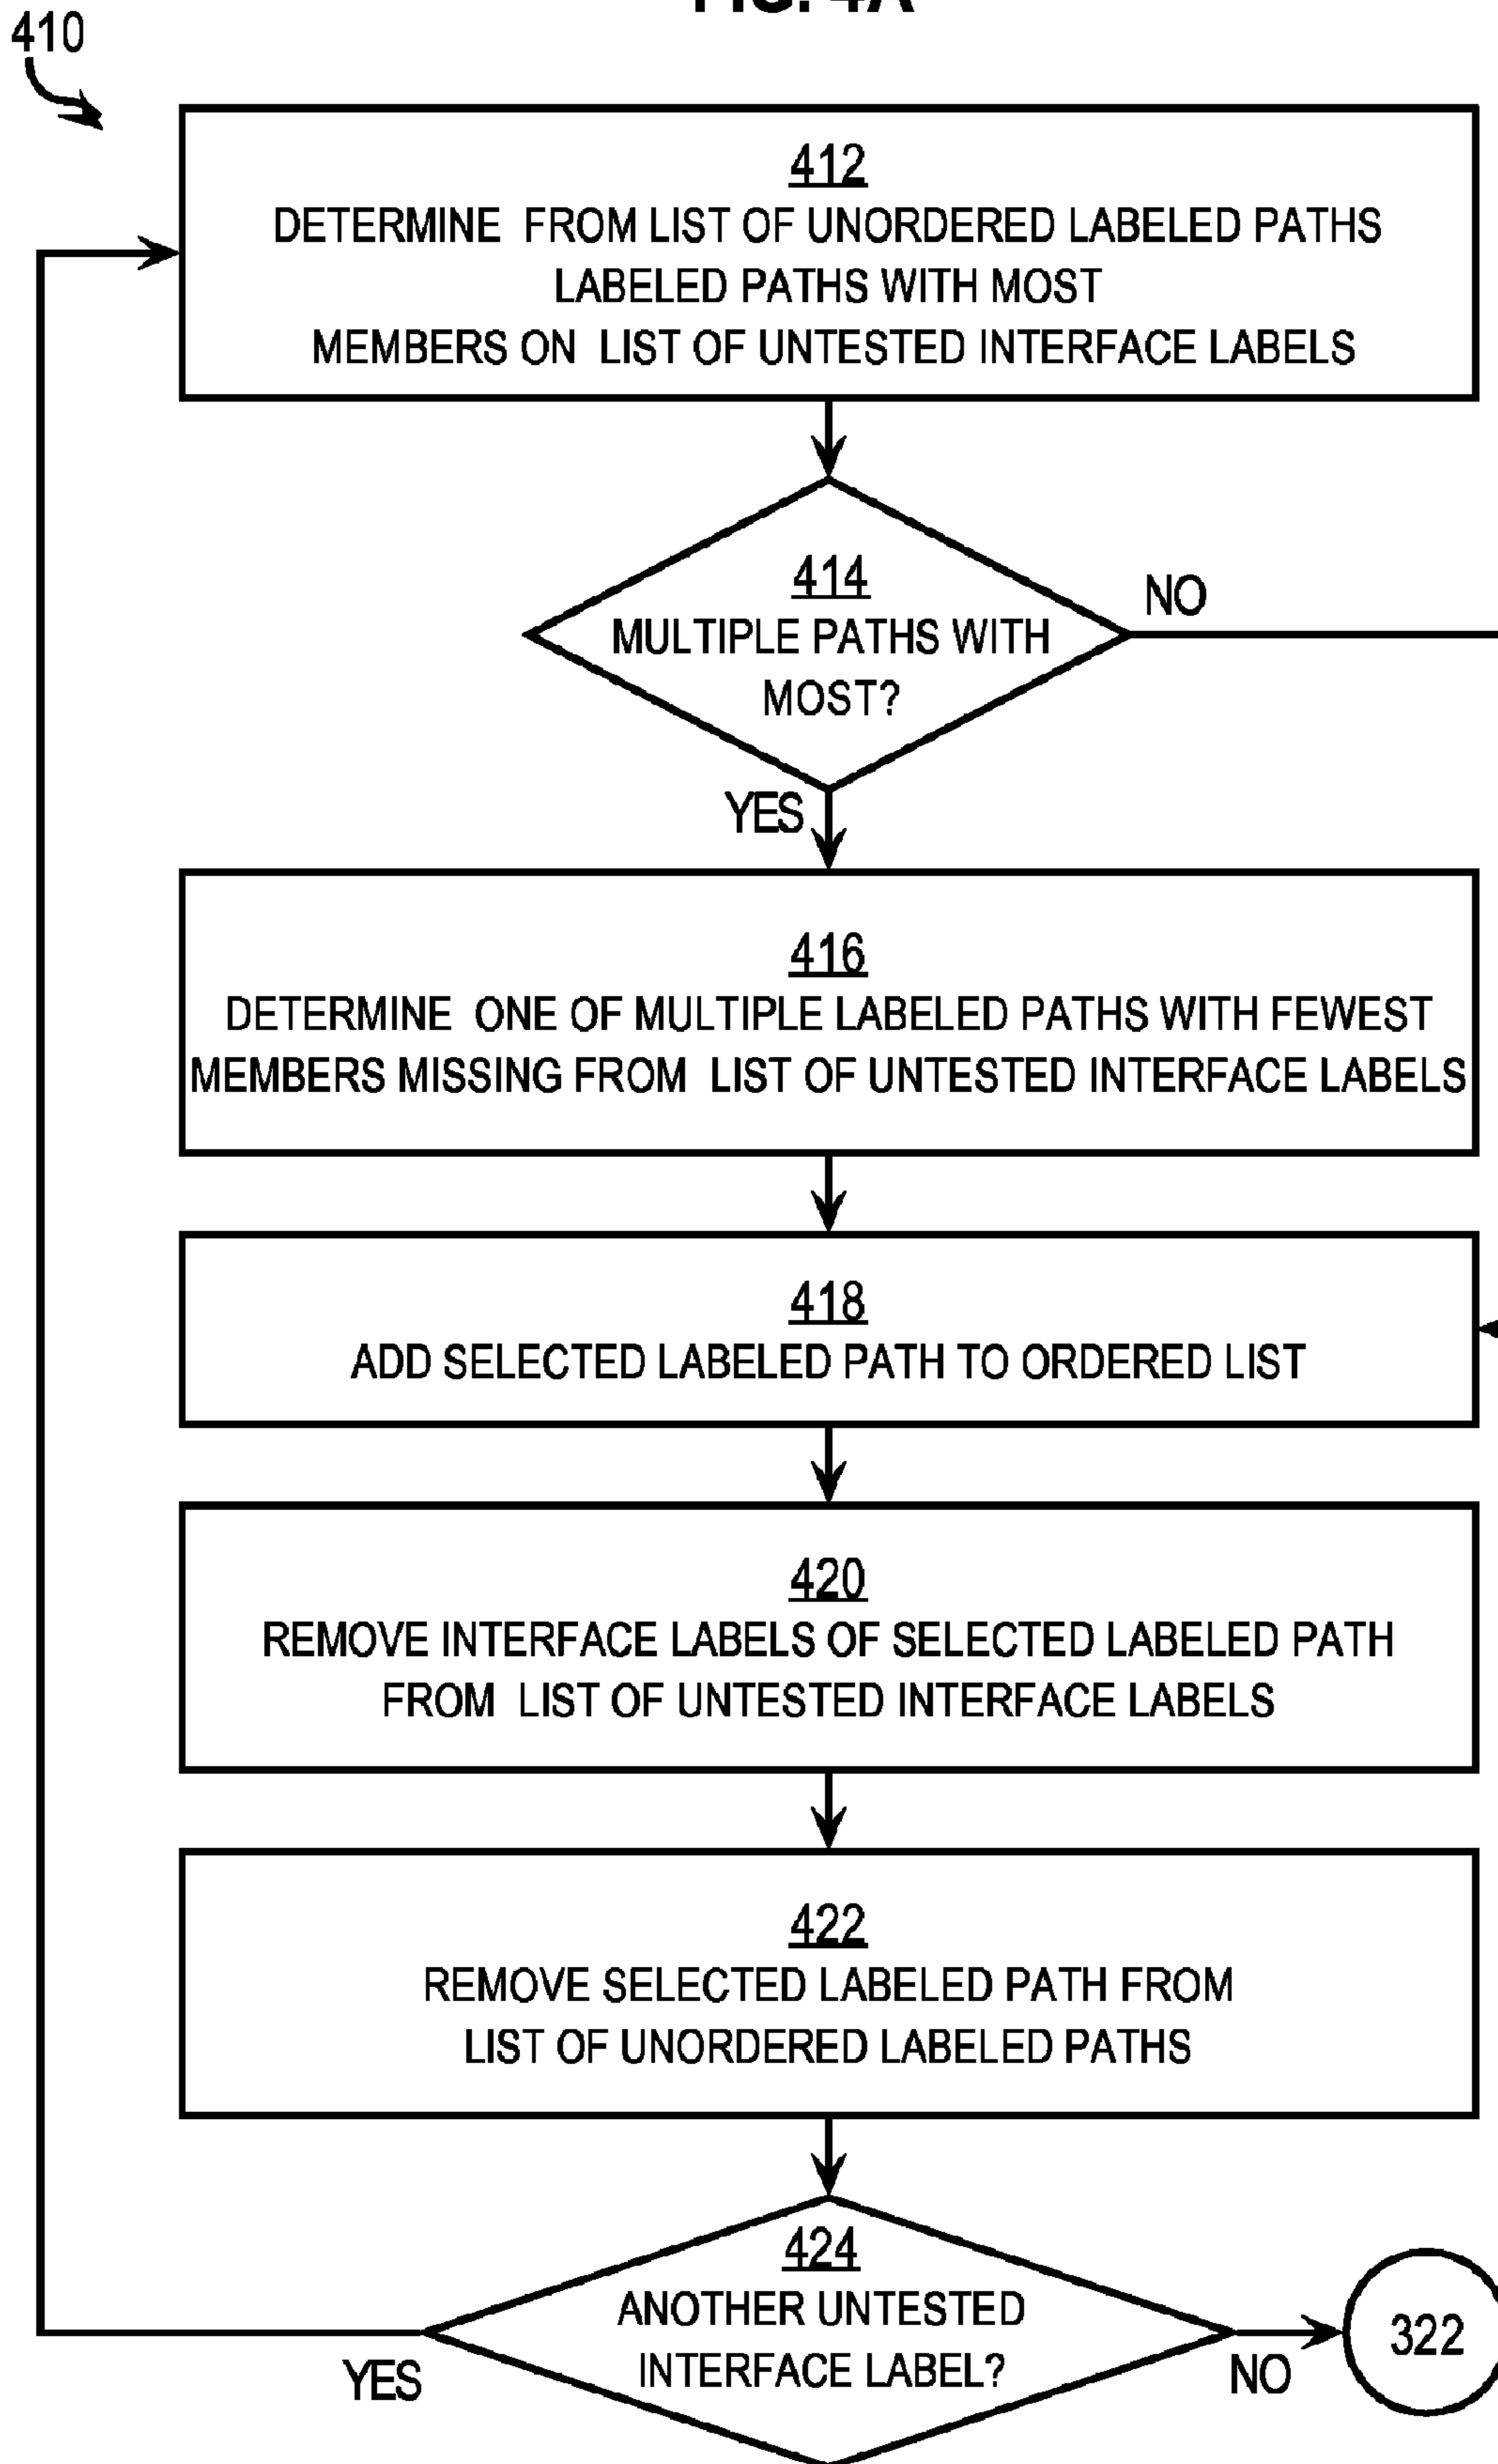 FIG. 4A
410
412
DETERMINE FROM LIST OF UNORDERED LABELED PATHS
LABELED PATHS WITH MOST
MEMBERS ON LIST OF UNTESTED INTERFACE LABELS
414
MULTIPLE PATHS WITH
MOST?
NO
YES
416
DETERMINE ONE OF MULTIPLE LABELED PATHS WITH FEWEST
MEMBERS MISSING FROM LIST OF UNTESTED INTERFACE LABELS
418
ADD SELECTED LABELED PATH TO ORDERED LIST
420
REMOVE INTERFACE LABELS OF SELECTED LABELED PATH
FROM LIST OF UNTESTED INTERFACE LABELS
422
REMOVE SELECTED LABELED PATH FROM
LIST OF UNORDERED LABELED PATHS
424
ANOTHER UNTESTED
INTERFACE LABEL?
YES
NO
322